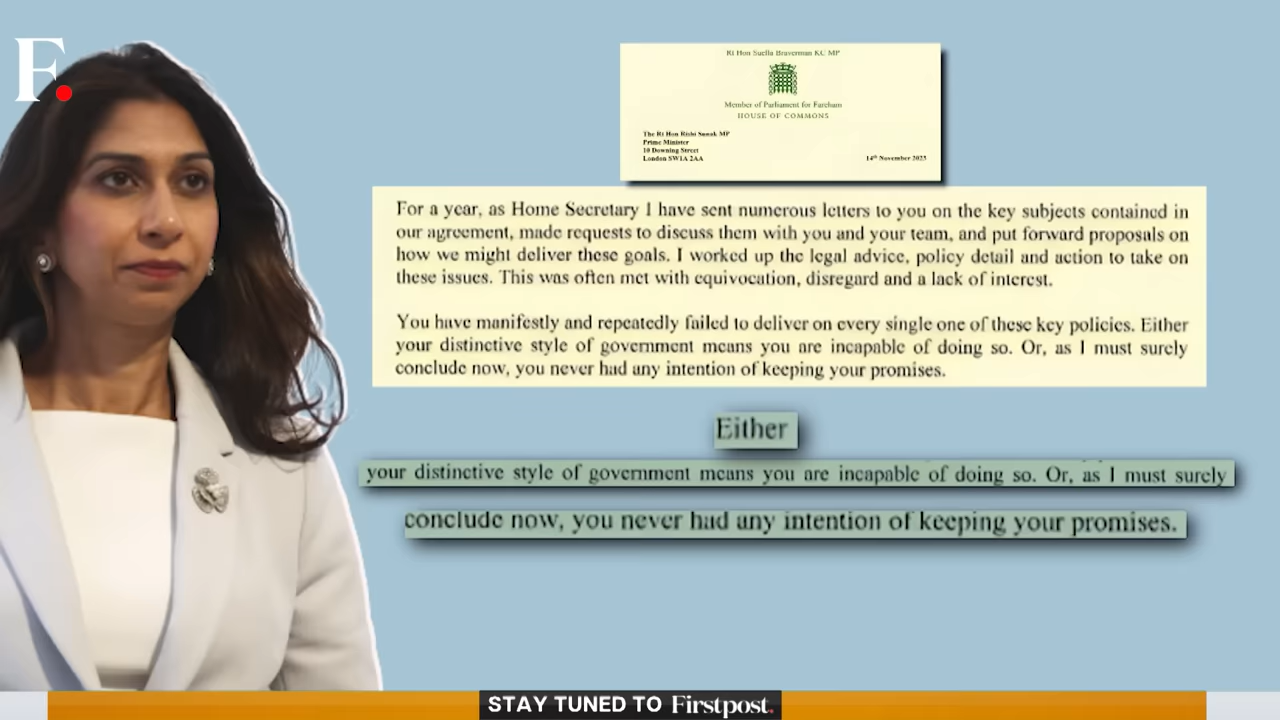 F.
Rt Hon Suella Braverman KC MP
Member of Parliament for Fareham
HOUSE OF COMMONS
The Rt Hon Rishi Sunak MP
Prime Minister
10 Downing Street
London SW1A 2AA
14th November 2023
For a year, as Home Secretary I have sent numerous letters to you on the key subjects contained in
our agreement, made requests to discuss them with you and your team, and put forward proposals on
how we might deliver these goals. I worked up the legal advice, policy detail and action to take on
these issues. This was often met with equivocation, disregard and a lack of interest.
You have manifestly and repeatedly failed to deliver on every single one of these key policies. Either
your distinctive style of government means you are incapable of doing so. Or, as I must surely
conclude now, you never had any intention of keeping your promises.
Either
your distinctive style of government means you are incapable of doing so. Or, as I must surely
conclude now, you never had any intention of keeping your promises.
STAY TUNED TO Firstpost.